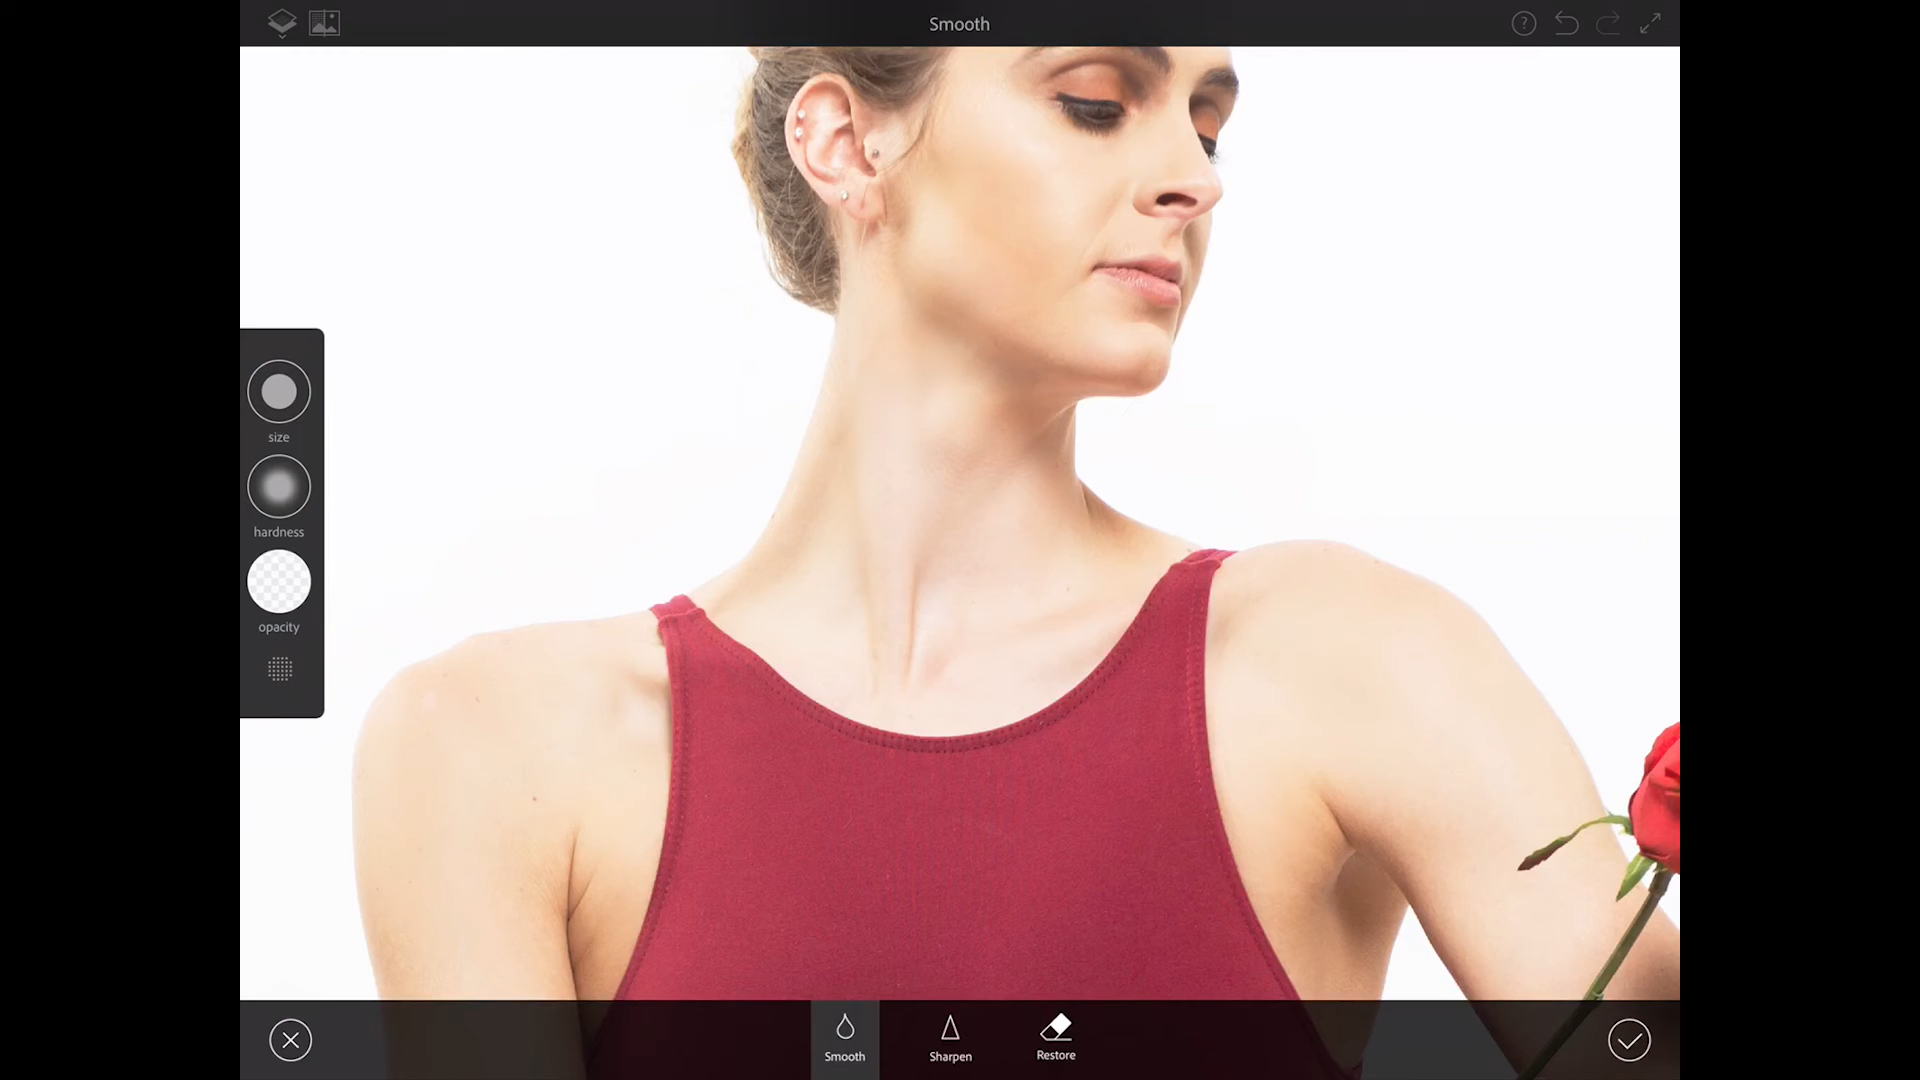 Smooth
?
size
hardness
opacity
Smooth
Sharpen
Restore